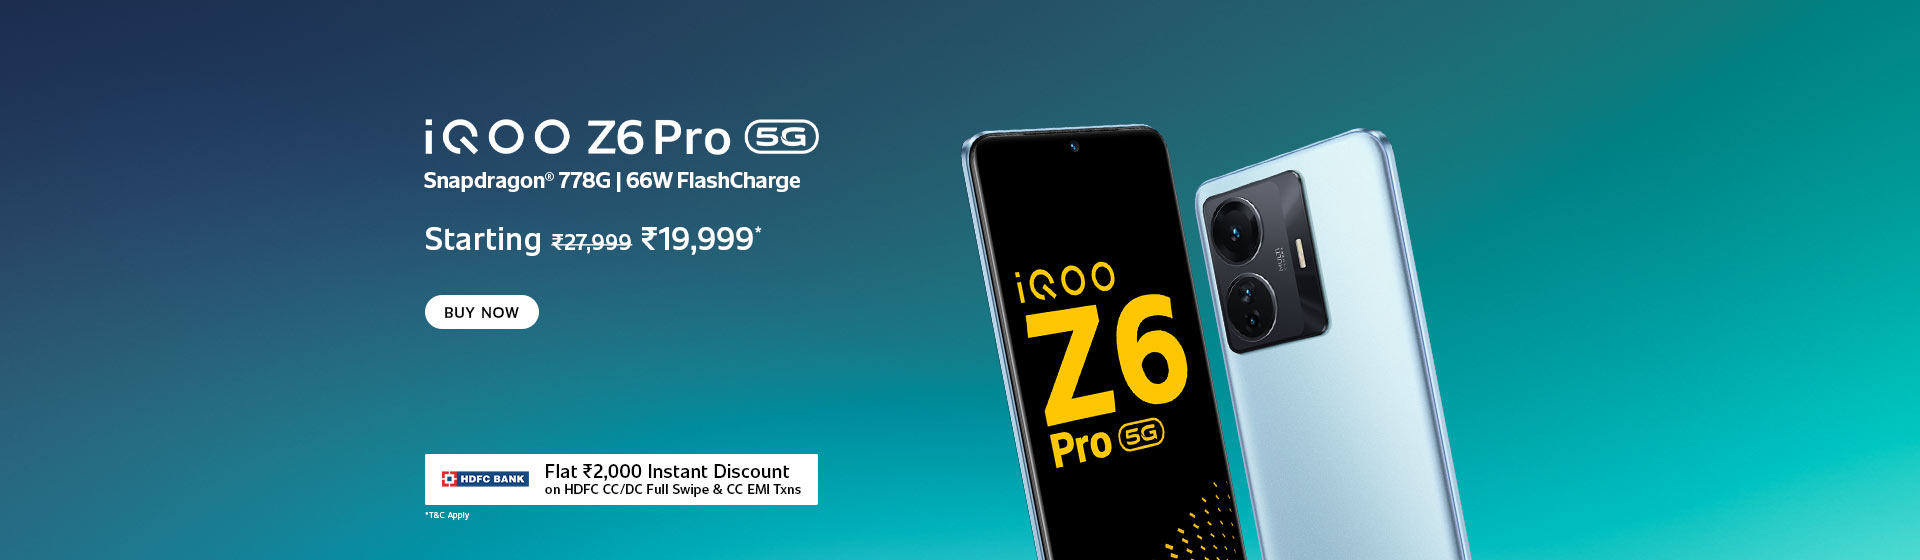 iQOO Z6 Pro 5G
Snapdragon® 778G | 66W FlashCharge
Starting ₹27,999 ₹19,999*
BUY NOW
HDFC BANK
Flat ₹2,000 Instant Discount
on HDFC CC/DC Full Swipe & CC EMI Txns
*T&C Apply
iQOO
Z6
Pro 5G
MULTI